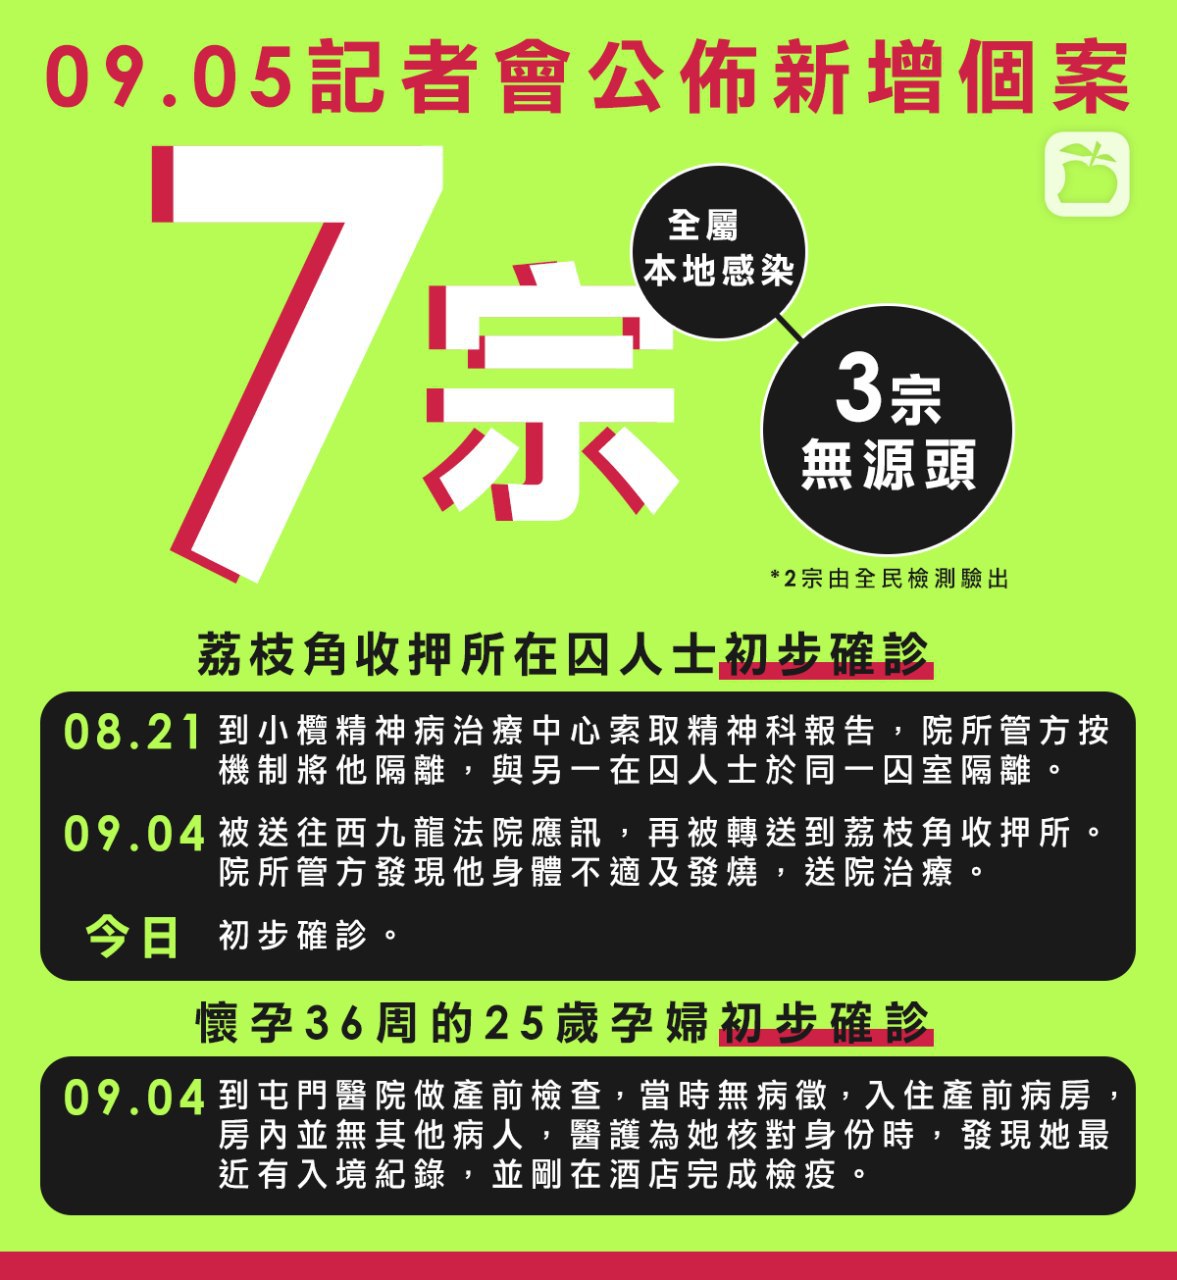 09.05記者會公佈新增個案
7宗
全屬
本地感染
3宗
無源頭
*2宗由全民檢測驗出
荔枝角收押所在囚人士初步確診
08.21 到小欖精神病治療中心索取精神科報告，院所管方按
機制將他隔離，與另一在囚人士於同一囚室隔離。
09.04 被送往西九龍法院應訊，再被轉送到荔枝角收押所。
院所管方發現他身體不適及發燒，送院治療。
今日 初步確診。
懷孕36周的25歲孕婦初步確診
09.04 到屯門醫院做產前檢查，當時無病徵，入住產前病房，
房內並無其他病人，醫護為她核對身份時，發現她最
近有入境紀錄，並剛在酒店完成檢疫。